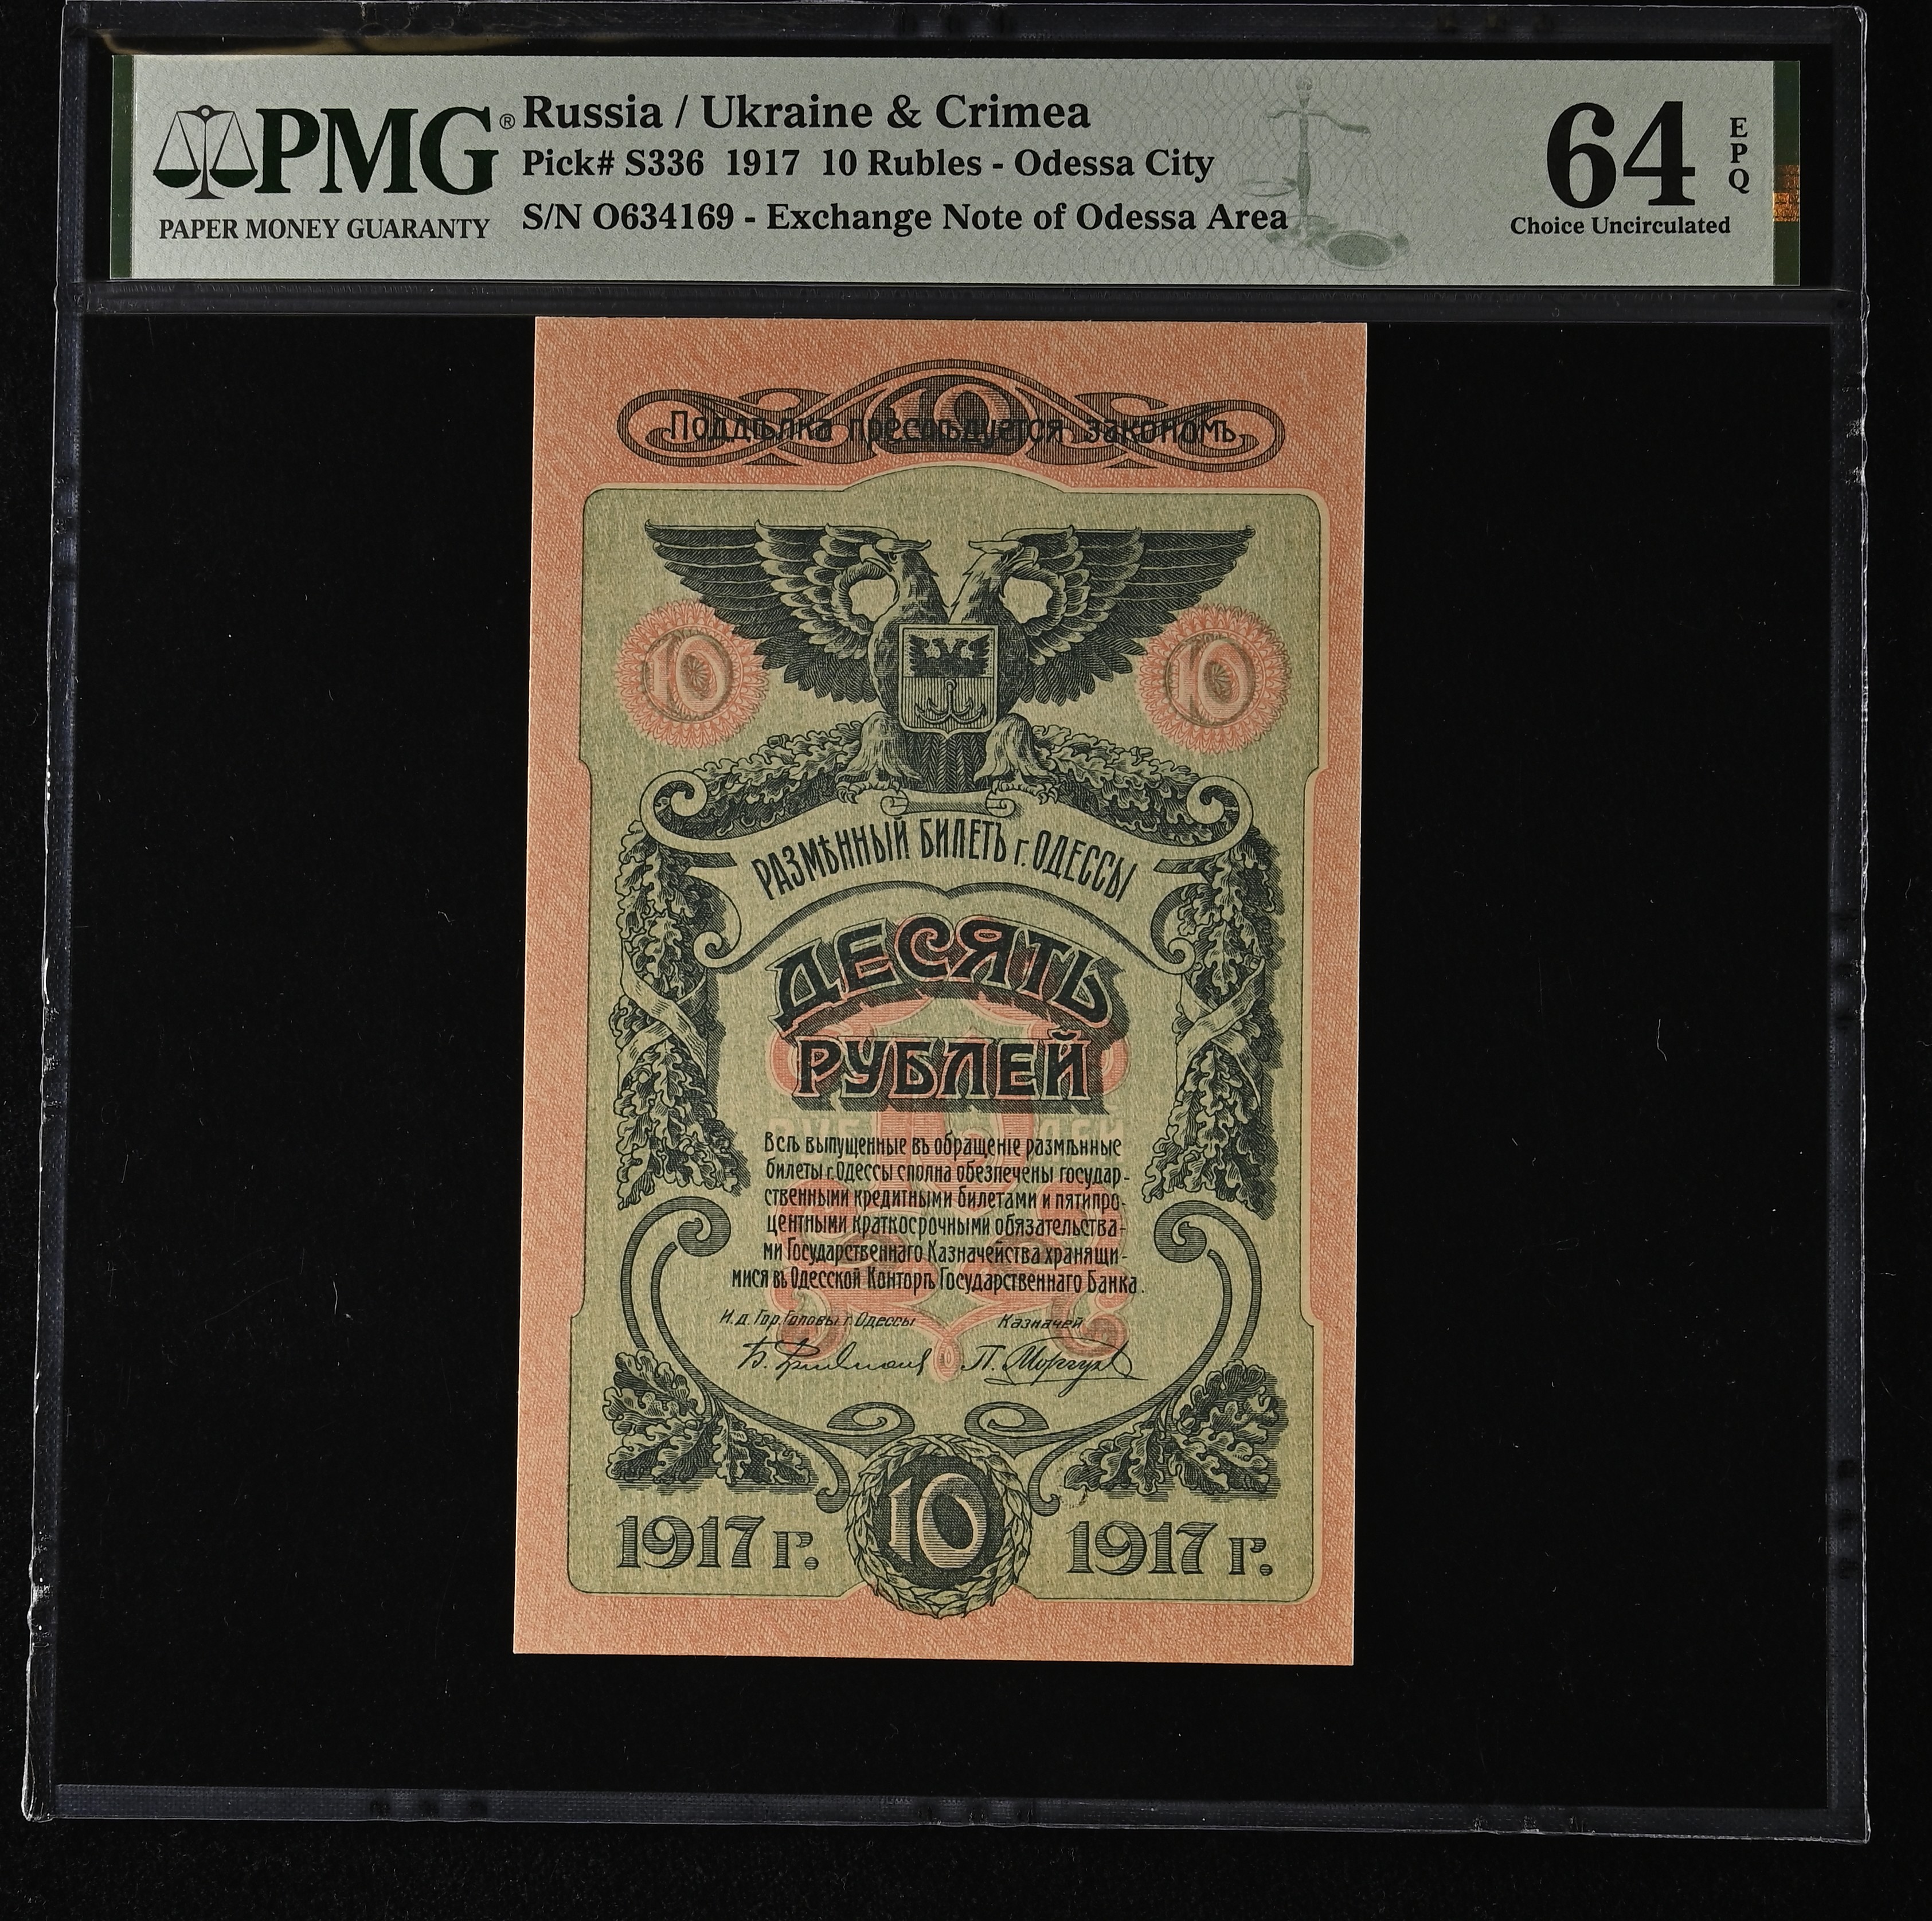 PMG® Russia / Ukraine & Crimea
Pick# S336 1917 10 Rubles - Odessa City
S/N O634169 - Exchange Note of Odessa Area
PAPER MONEY GUARANTY
64 EPQ
Choice Uncirculated
10
Поддѣлка преслѣдуется закономъ
10 10
РАЗМѢННЫЙ БИЛЕТЪ г. ОДЕССЫ
ДЕСЯТЬ
РУБЛЕЙ
Всѣ выпущенные въ обращеніе размѣнные
билеты г. Одессы сполна обезпечены государ-
ственными кредитными билетами и пятипро-
центными краткосрочными обязательства-
ми Государственнаго Казначейства хранящи-
мися въ Одесской Конторѣ Государственнаго Банка.
И. д. Гор. Головы г. Одессы Казначей
1917 г. 10 1917 г.